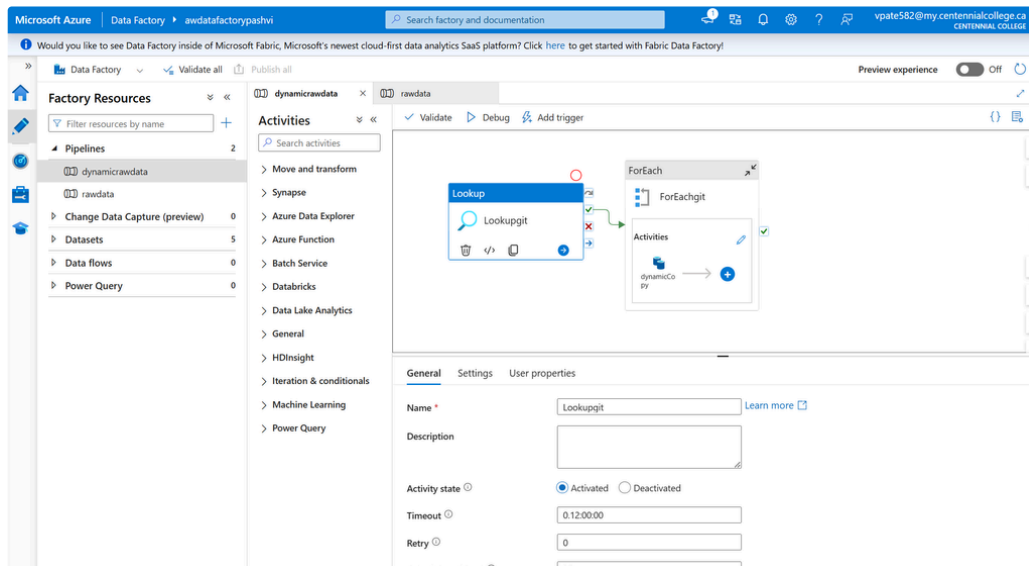 Microsoft Azure
Data Factory
awdatafactorypashvi
Search factory and documentation
1
vpate582@my.centennialcollege.ca
CENTENNIAL COLLEGE
Would you like to see Data Factory inside of Microsoft Fabric, Microsoft's newest cloud-first data analytics SaaS platform? Click here to get started with Fabric Data Factory!
Data Factory
Validate all
Publish all
Preview experience
Off
Factory Resources
Filter resources by name
Pipelines 2
dynamicrawdata
rawdata
Change Data Capture (preview) 0
Datasets 5
Data flows 0
Power Query 0
dynamicrawdata
rawdata
Activities
Search activities
Move and transform
Synapse
Azure Data Explorer
Azure Function
Batch Service
Databricks
Data Lake Analytics
General
HDInsight
Iteration & conditionals
Machine Learning
Power Query
Validate
Debug
Add trigger
Lookup
Lookupgit
ForEach
ForEachgit
Activities
dynamicCo
py
General
Settings
User properties
Name *
Lookupgit
Learn more
Description
Activity state
Activated
Deactivated
Timeout
0.12:00:00
Retry
0